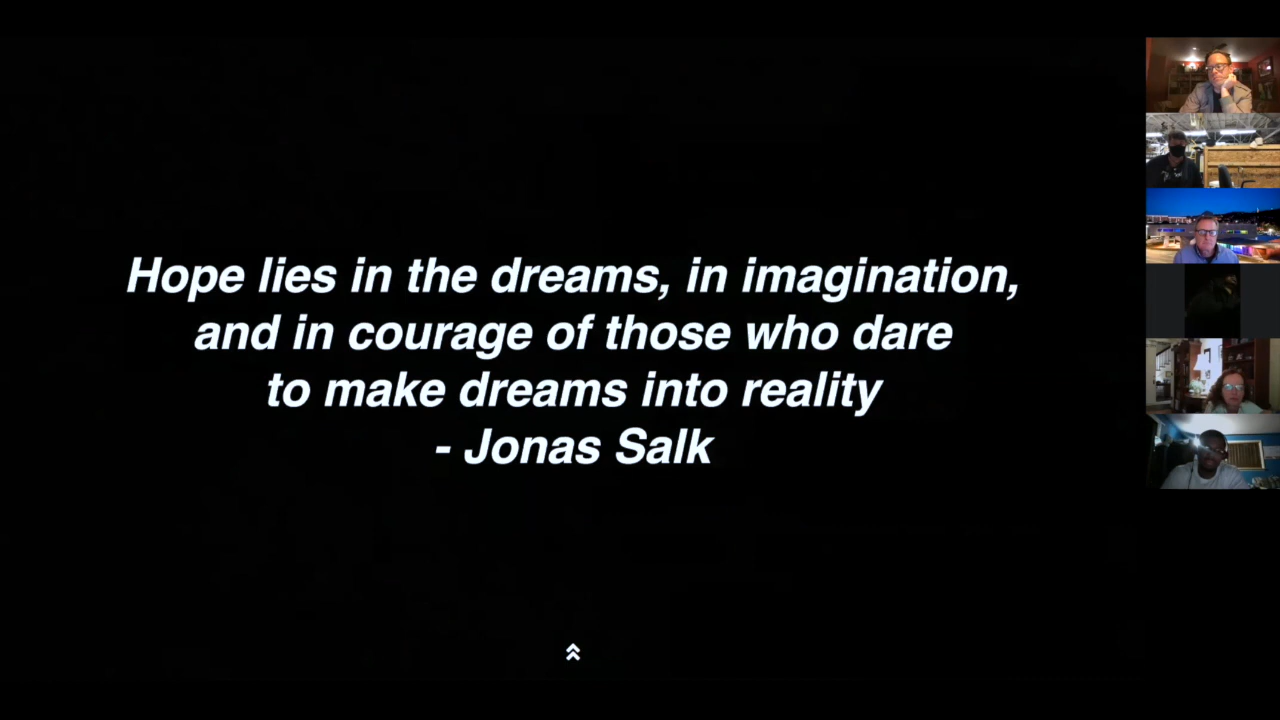 Hope lies in the dreams, in imagination,
and in courage of those who dare
to make dreams into reality
- Jonas Salk